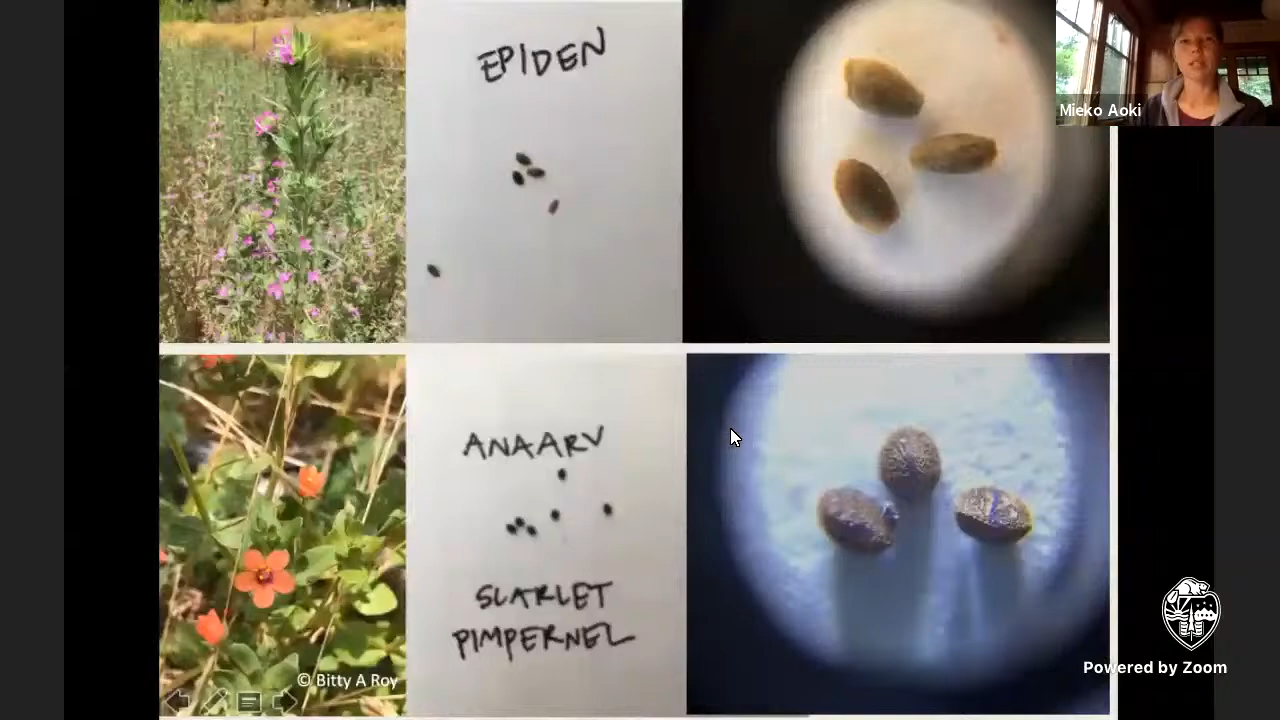 EPIDEN
Mieko Aoki
ANAARV
SCARLET
PIMPERNEL
© Bitty A Roy
Powered by Zoom